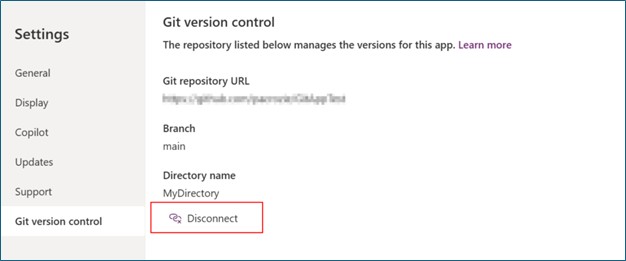 Settings
General
Display
Copilot
Updates
Support
Git version control
Git version control
The repository listed below manages the versions for this app. Learn more
Git repository URL
Branch
main
Directory name
MyDirectory
Disconnect